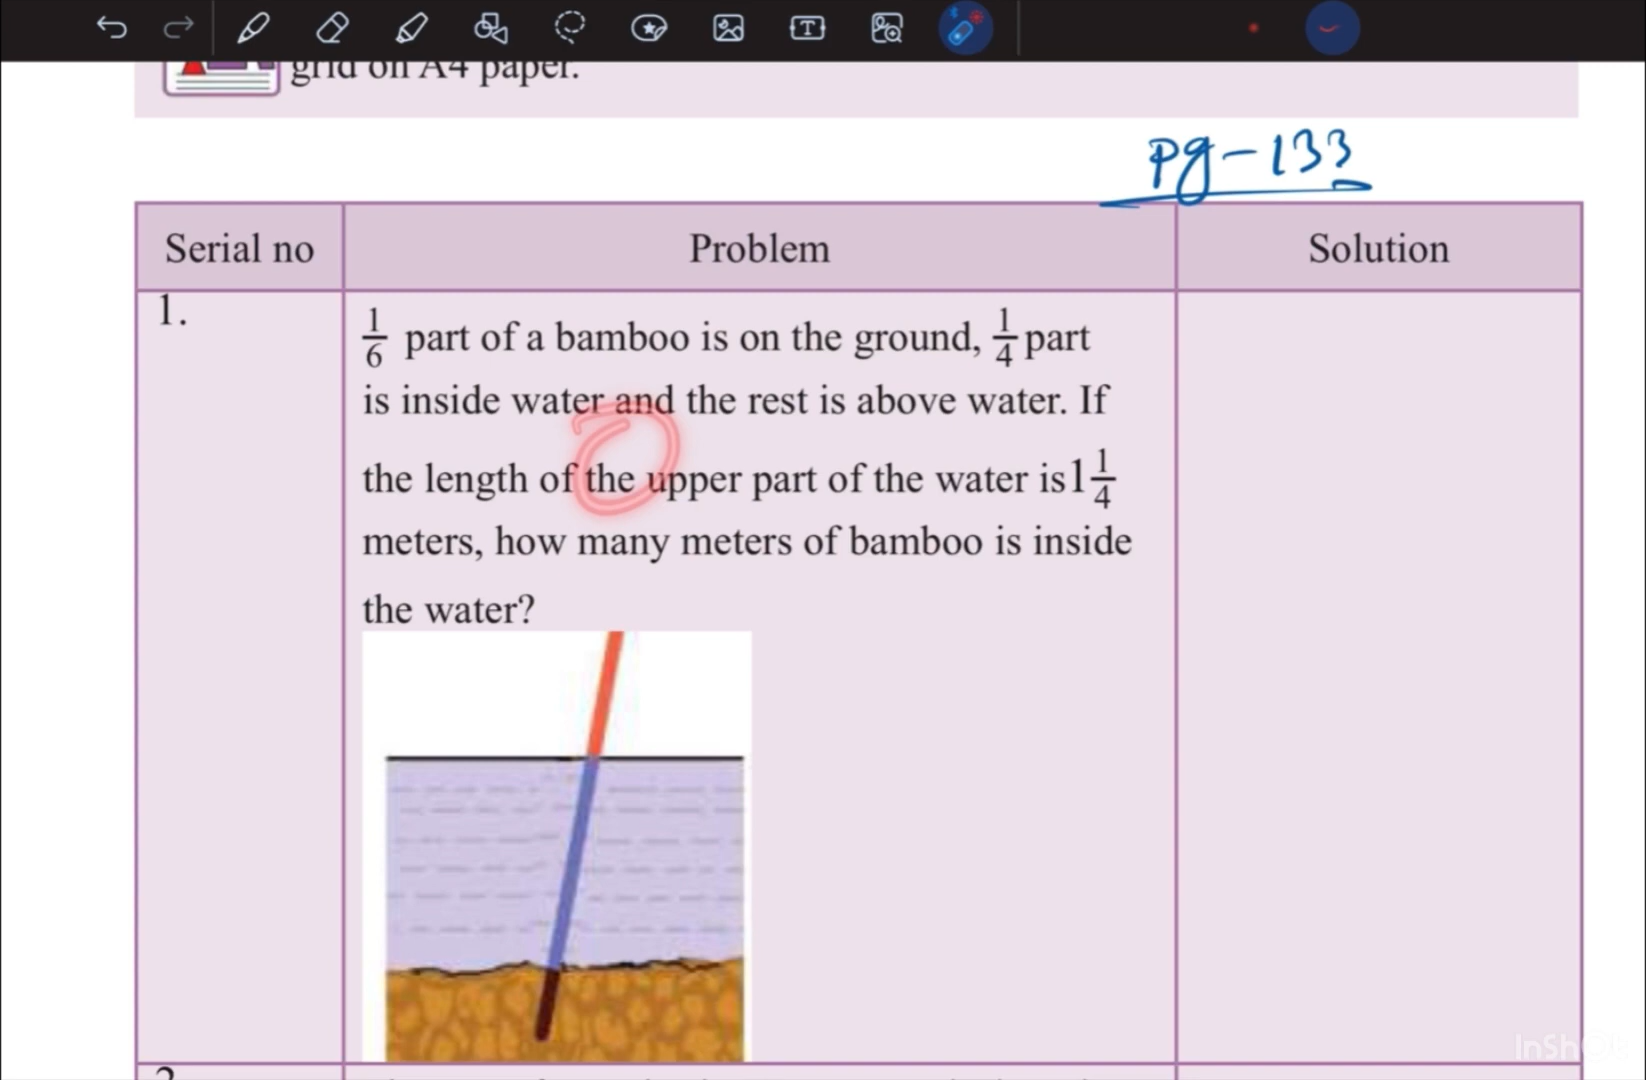 grid on A4 paper.
pg-133
Serial no Problem Solution
1.
1/6 part of a bamboo is on the ground, 1/4 part
is inside water and the rest is above water. If
the length of the upper part of the water is 1 1/4
meters, how many meters of bamboo is inside
the water?
InShOt